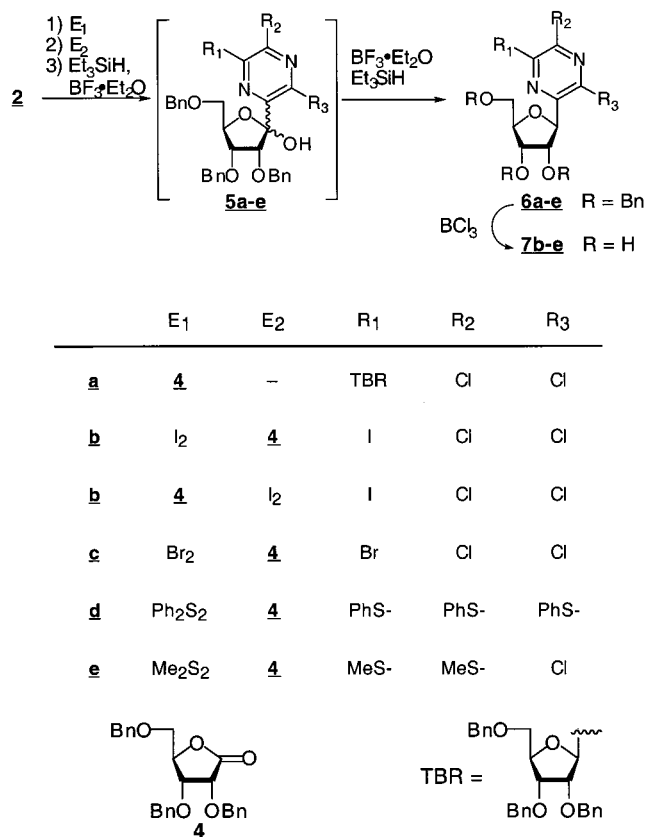 1) E₁
2) E₂
3) Et₃SiH,
BF₃•Et₂O
2
R₂
R₁
N
N
R₃
BnO
O
OH
BnO OBn
5a-e
BF₃•Et₂O
Et₃SiH
R₂
R₁
N
N
R₃
RO
O
RO OR
6a-e R = Bn
BCl₃
7b-e R = H
E₁ E₂ R₁ R₂ R₃
a 4 – TBR Cl Cl
b I₂ 4 I Cl Cl
b 4 I₂ I Cl Cl
c Br₂ 4 Br Cl Cl
d Ph₂S₂ 4 PhS- PhS- PhS-
e Me₂S₂ 4 MeS- MeS- Cl
BnO
O
O
BnO OBn
4
TBR =
BnO
O
BnO OBn